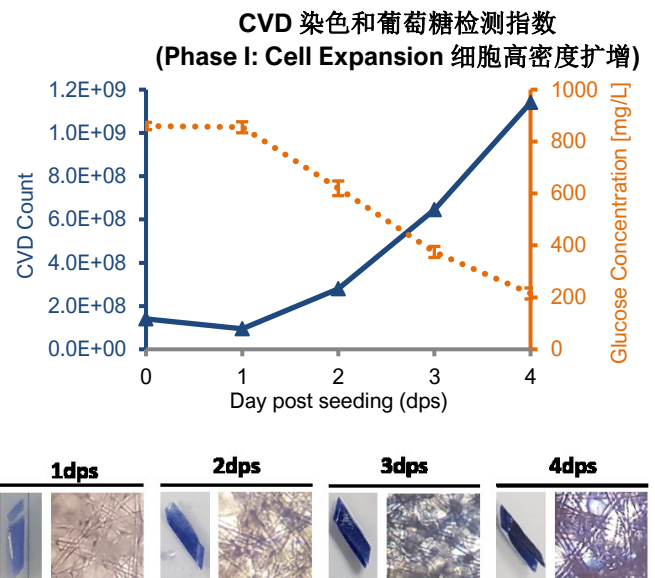 CVD 染色和葡萄糖检测指数
(Phase I: Cell Expansion 细胞高密度扩增)
1.2E+09
1.0E+09
8.0E+08
6.0E+08
4.0E+08
2.0E+08
0.0E+00
CVD Count
1000
800
600
400
200
0
Glucose Concentration [mg/L]
0 1 2 3 4
Day post seeding (dps)
1dps 2dps 3dps 4dps